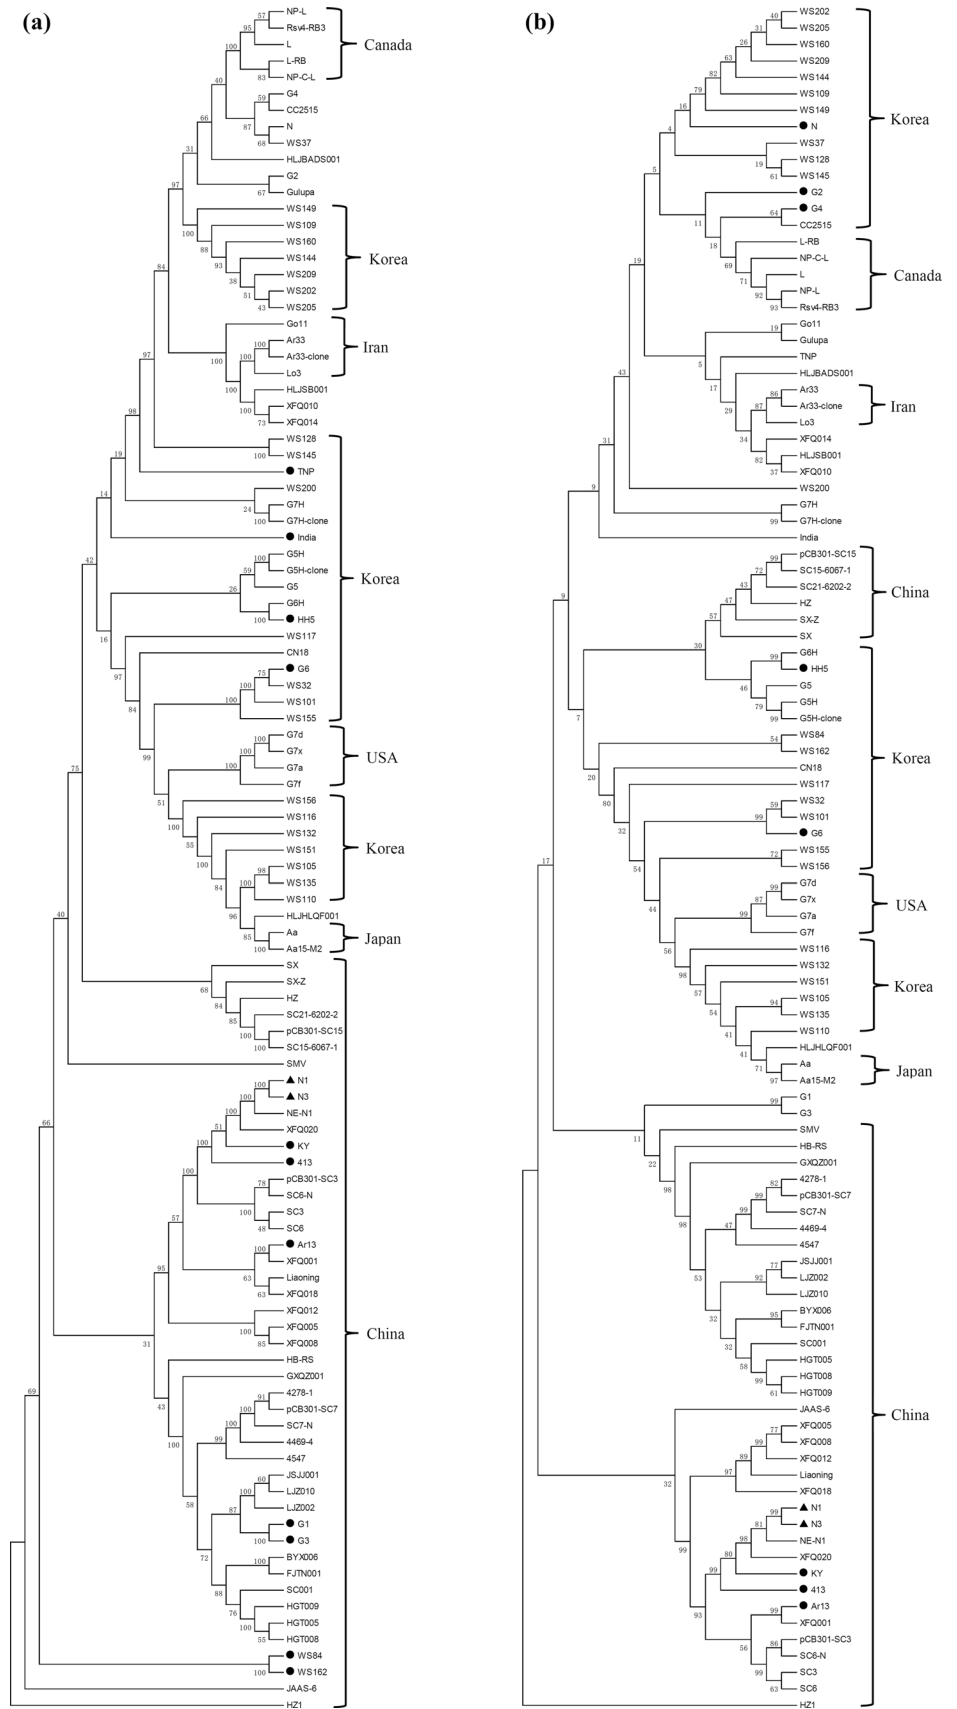 (a)
NP-L
57
Rsv4-RB3
95
L
Canada
100
L-RB
83
NP-C-L
40
G4
59
CC2515
87
N
66
68
WS37
HLJBADS001
31
G2
67
Gulupa
97
WS149
100
WS109
88
WS160
93
WS144
Korea
38
WS209
51
WS202
43
WS205
84
Go11
Ar33
100
Ar33-clone
Iran
100
Lo3
100
HLJSB001
100
XFQ010
73
XFQ014
97
WS128
100
WS145
98
TNP
19
WS200
24
G7H
100
G7H-clone
14
India
G5H
100
G5H-clone
59
G5
26
G6H
100
HH5
Korea
42
16
WS117
97
CN18
84
G6
75
WS32
100
WS101
WS155
99
G7d
100
G7x
100
G7a
100
G7f
USA
51
WS156
100
WS116
55
WS132
100
WS151
84
WS105
98
WS135
100
WS110
Korea
96
HLJHLQF001
85
Aa
100
Aa15-M2
Japan
75
SX
68
SX-Z
84
HZ
85
SC21-6202-2
100
pCB301-SC15
100
SC15-6067-1
40
SMV
N1
100
N3
100
NE-N1
100
XFQ020
51
KY
100
413
100
pCB301-SC3
78
SC6-N
100
SC3
48
SC6
57
Ar13
100
XFQ001
63
Liaoning
63
XFQ018
95
XFQ012
100
XFQ005
85
XFQ008
66
31
China
HB-RS
43
GXQZ001
100
4278-1
91
pCB301-SC7
100
SC7-N
100
4469-4
99
4547
58
JSJJ001
60
LJZ010
100
LJZ002
87
G1
100
G3
72
BYX006
100
FJTN001
88
SC001
76
HGT009
100
HGT005
55
HGT008
69
WS84
100
WS162
JAAS-6
HZ1
(b)
WS202
40
WS205
31
WS160
26
WS209
63
WS144
82
WS109
79
WS149
16
N
Korea
4
WS37
19
WS128
61
WS145
5
G2
11
G4
64
CC2515
18
L-RB
69
NP-C-L
71
L
92
NP-L
93
Rsv4-RB3
Canada
19
Go11
19
Gulupa
5
TNP
17
HLJBADS001
29
Ar33
86
Ar33-clone
87
Lo3
Iran
34
XFQ014
82
HLJSB001
37
XFQ010
43
WS200
31
G7H
99
G7H-clone
9
India
pCB301-SC15
99
SC15-6067-1
72
SC21-6202-2
43
HZ
47
SX-Z
57
SX
China
30
G6H
99
HH5
46
G5
79
G5H
99
G5H-clone
9
7
WS84
54
WS162
20
CN18
80
WS117
32
WS32
59
WS101
99
G6
Korea
54
WS155
72
WS156
44
G7d
99
G7x
87
G7a
99
G7f
USA
56
WS116
98
WS132
57
WS151
54
WS105
94
WS135
41
WS110
Korea
41
HLJHLQF001
71
Aa
97
Aa15-M2
Japan
17
G1
99
G3
11
SMV
22
HB-RS
98
GXQZ001
98
4278-1
82
pCB301-SC7
99
SC7-N
99
4469-4
47
4547
53
JSJJ001
77
LJZ002
92
LJZ010
32
BYX006
95
FJTN001
32
SC001
58
HGT005
99
HGT008
61
HGT009
China
JAAS-6
32
XFQ005
77
XFQ008
99
XFQ012
89
Liaoning
97
XFQ018
99
N1
99
N3
81
NE-N1
98
XFQ020
80
KY
99
413
93
Ar13
99
XFQ001
56
pCB301-SC3
86
SC6-N
99
SC3
63
SC6
HZ1